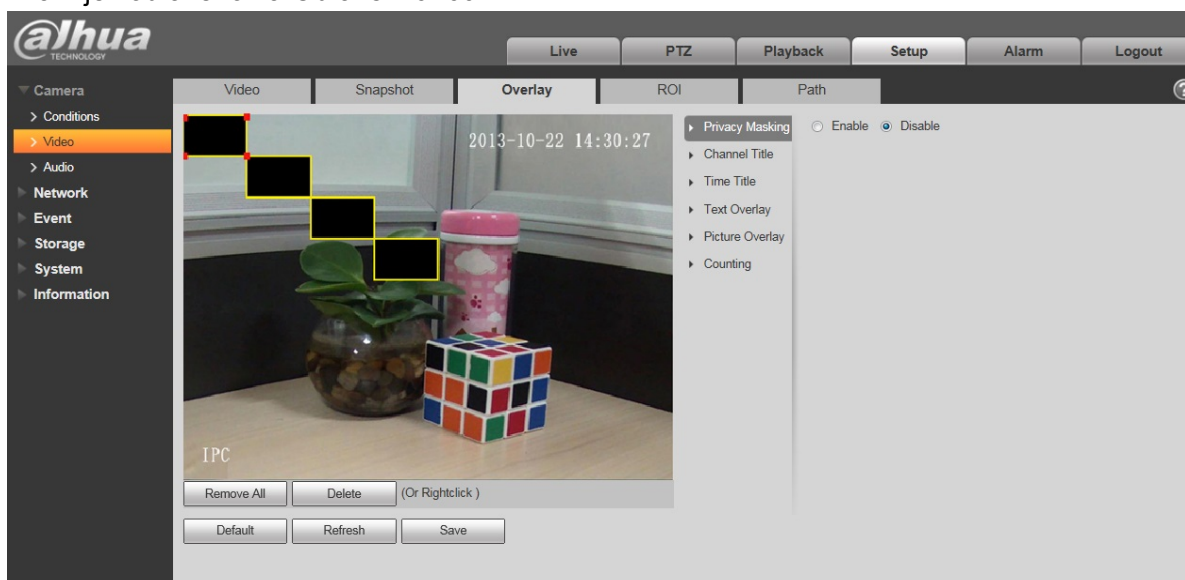 alhua
TECHNOLOGY
Live
PTZ
Playback
Setup
Alarm
Logout
Camera
Conditions
Video
Audio
Network
Event
Storage
System
Information
Video
Snapshot
Overlay
ROI
Path
?
2013-10-22 14:30:27
IPC
Privacy Masking
Enable
Disable
Channel Title
Time Title
Text Overlay
Picture Overlay
Counting
Remove All
Delete
(Or Rightclick )
Default
Refresh
Save